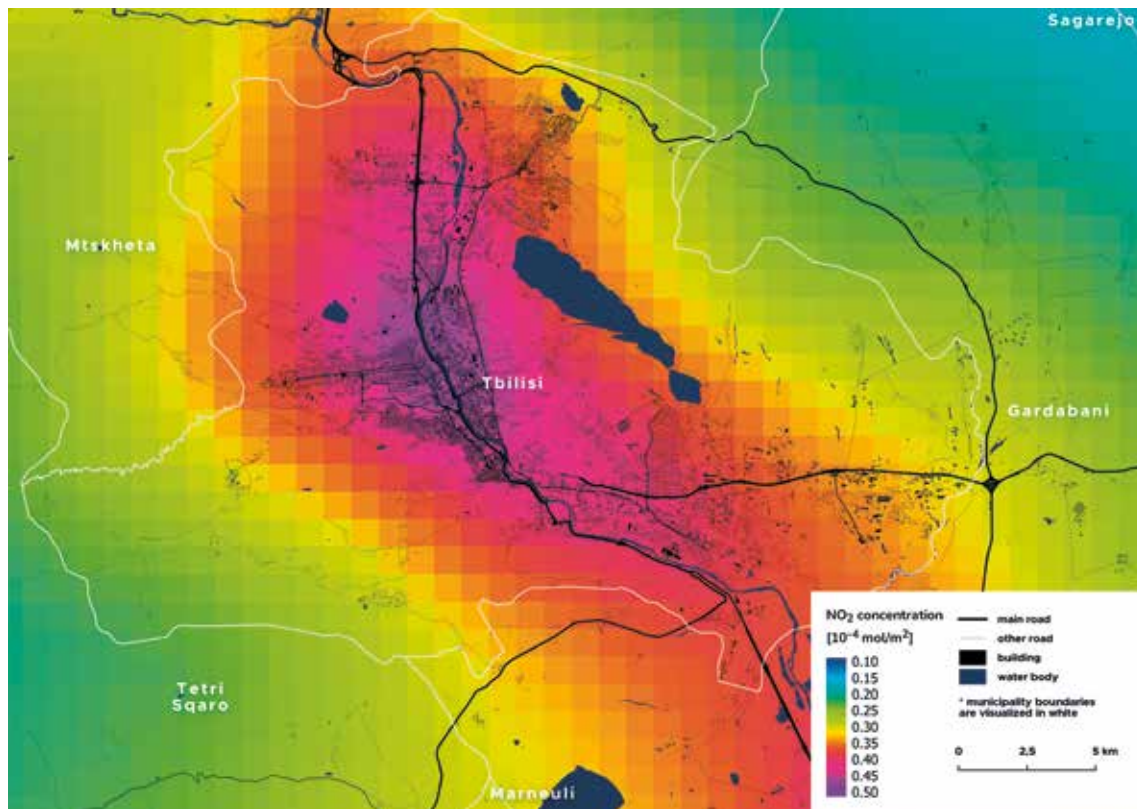 Sagarejo
Mtskheta
Tbilisi
Gardabani
Tetri
Sqaro
Marneuli
NO₂ concentration
[10⁻⁴ mol/m²]
0.10
0.15
0.20
0.25
0.30
0.35
0.40
0.45
0.50
main road
other road
building
water body
* municipality boundaries
are visualized in white
0 2,5 5 km